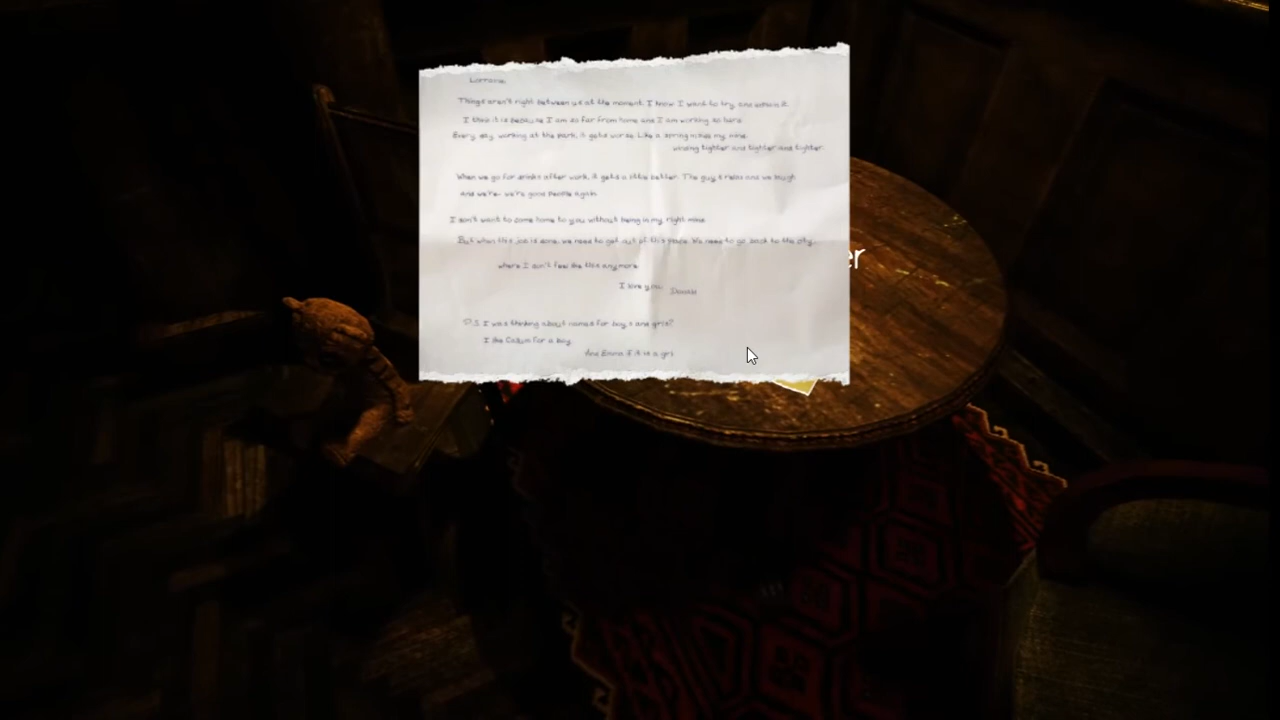 Lorraine
Things aren't right between us at the moment. I know I want to try and explain it.
I think it is because I am so far from home and I am working so hard
Every day, working at the park, it gets worse. Like a spring inside my mind.
winding tighter and tighter and tighter.
When we go for drinks after work, it gets a little better. The guys relax and we laugh
and we're- we're good people again
I don't want to come home to you without being in my right mind
But when this job is done, we need to get out of this place. We need to go back to the city.
where I don't feel like this anymore
I love you. Donald
P.S. I was thinking about names for boys and girls?
I like Callum for a boy
And Emma if it is a girl
er